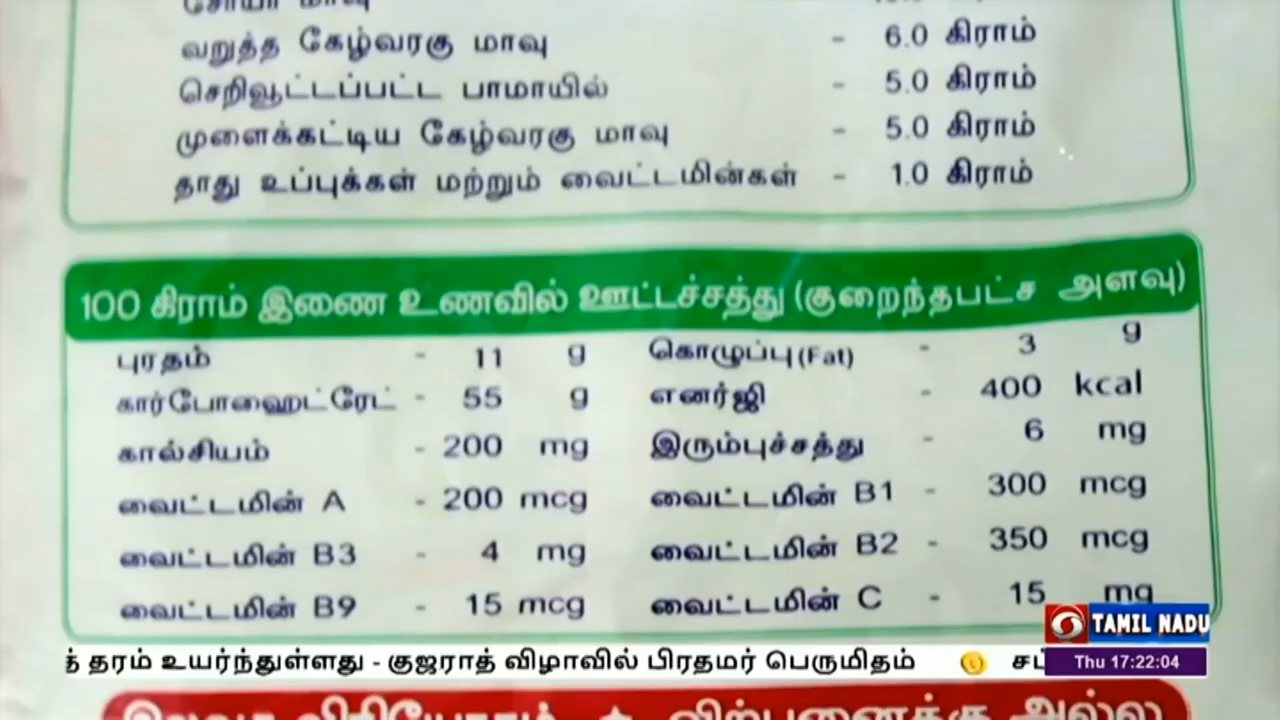 சோயா மாவு
வறுத்த கேழ்வரகு மாவு - 6.0 கிராம்
செறிவூட்டப்பட்ட பாமாயில் - 5.0 கிராம்
முளைக்கட்டிய கேழ்வரகு மாவு - 5.0 கிராம்
தாது உப்புக்கள் மற்றும் வைட்டமின்கள் - 1.0 கிராம்
100 கிராம் இணை உணவில் ஊட்டச்சத்து (குறைந்தபட்ச அளவு)
புரதம் - 11 g கொழுப்பு (Fat) - 3 g
கார்போஹைட்ரேட் - 55 g எனர்ஜி - 400 kcal
கால்சியம் - 200 mg இரும்புச்சத்து - 6 mg
வைட்டமின் A - 200 mcg வைட்டமின் B1 - 300 mcg
வைட்டமின் B3 - 4 mg வைட்டமின் B2 - 350 mcg
வைட்டமின் B9 - 15 mcg வைட்டமின் C - 15 mg
TAMIL NADU
தரம் உயர்ந்துள்ளது - குஜராத் விழாவில் பிரதமர் பெருமிதம்
Thu 17:22:04
விற்பனைக்கு அல்ல